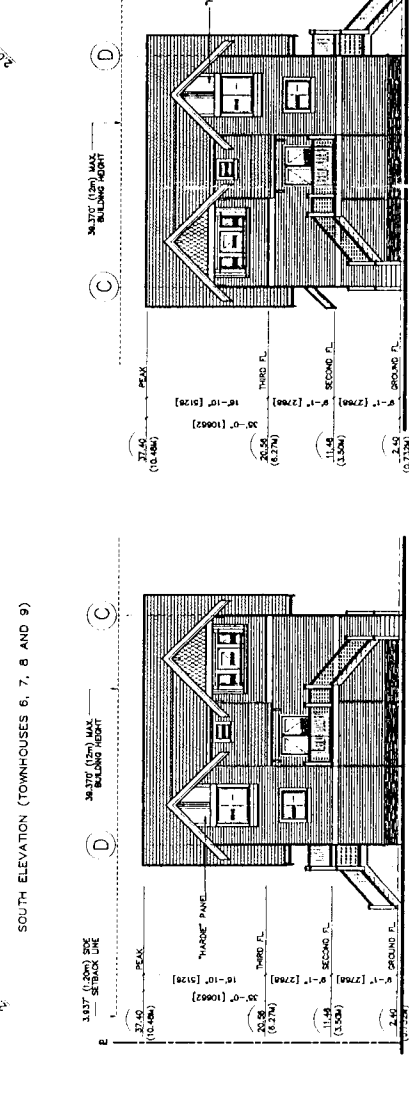 SOUTH ELEVATION (TOWNHOUSES 6, 7, 8 AND 9)
3.937' (1.20m) SIDE
SETBACK LINE
39.370' (12m) MAX.
BUILDING HEIGHT
D
C
PEAK
37.40
(10.48M)
"HARDIE" PANEL
16'-10" [5128]
35'-0" [10662]
THIRD FL.
20.56
(6.27M)
9'-1" [2768]
SECOND FL.
11.48
(3.50M)
9'-1" [2768]
GROUND FL.
2.40
(0.732M)
39.370' (12m) MAX.
BUILDING HEIGHT
C
D
PEAK
37.40
(10.48M)
16'-10" [5128]
35'-0" [10662]
THIRD FL.
20.56
(6.27M)
9'-1" [2768]
SECOND FL.
11.48
(3.50M)
9'-1" [2768]
GROUND FL.
2.40
(0.732M)